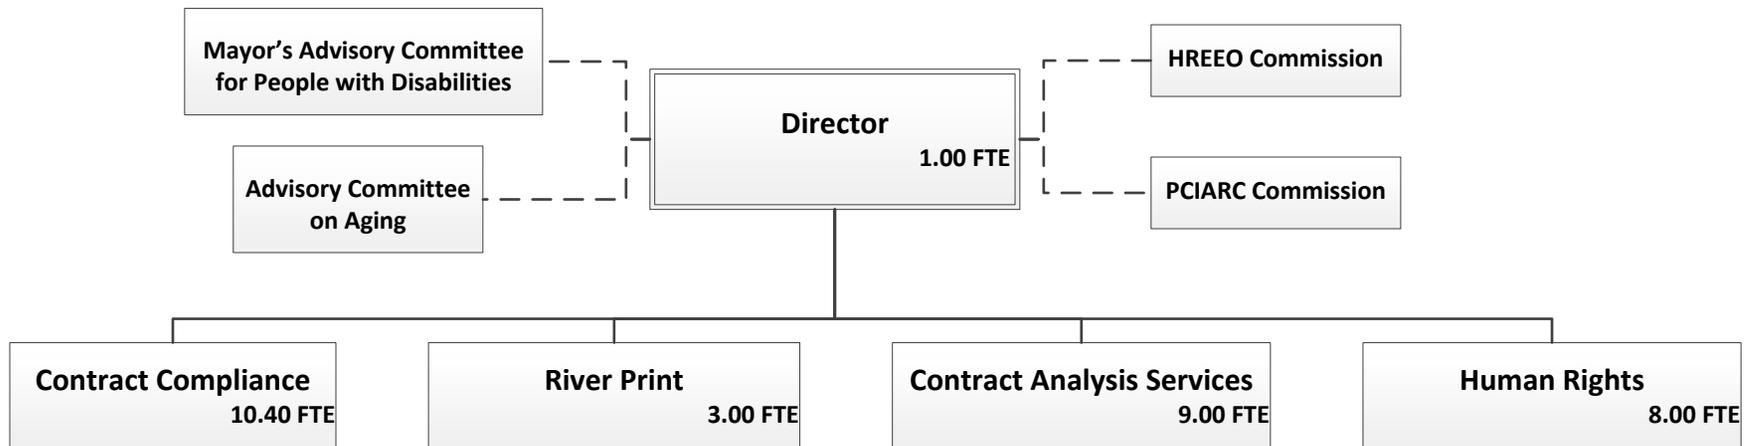 Mayor’s Advisory Committee
for People with Disabilities
HREEO Commission
Director
1.00 FTE
Advisory Committee
on Aging
PCIARC Commission
Contract Compliance
10.40 FTE
River Print
3.00 FTE
Contract Analysis Services
9.00 FTE
Human Rights
8.00 FTE